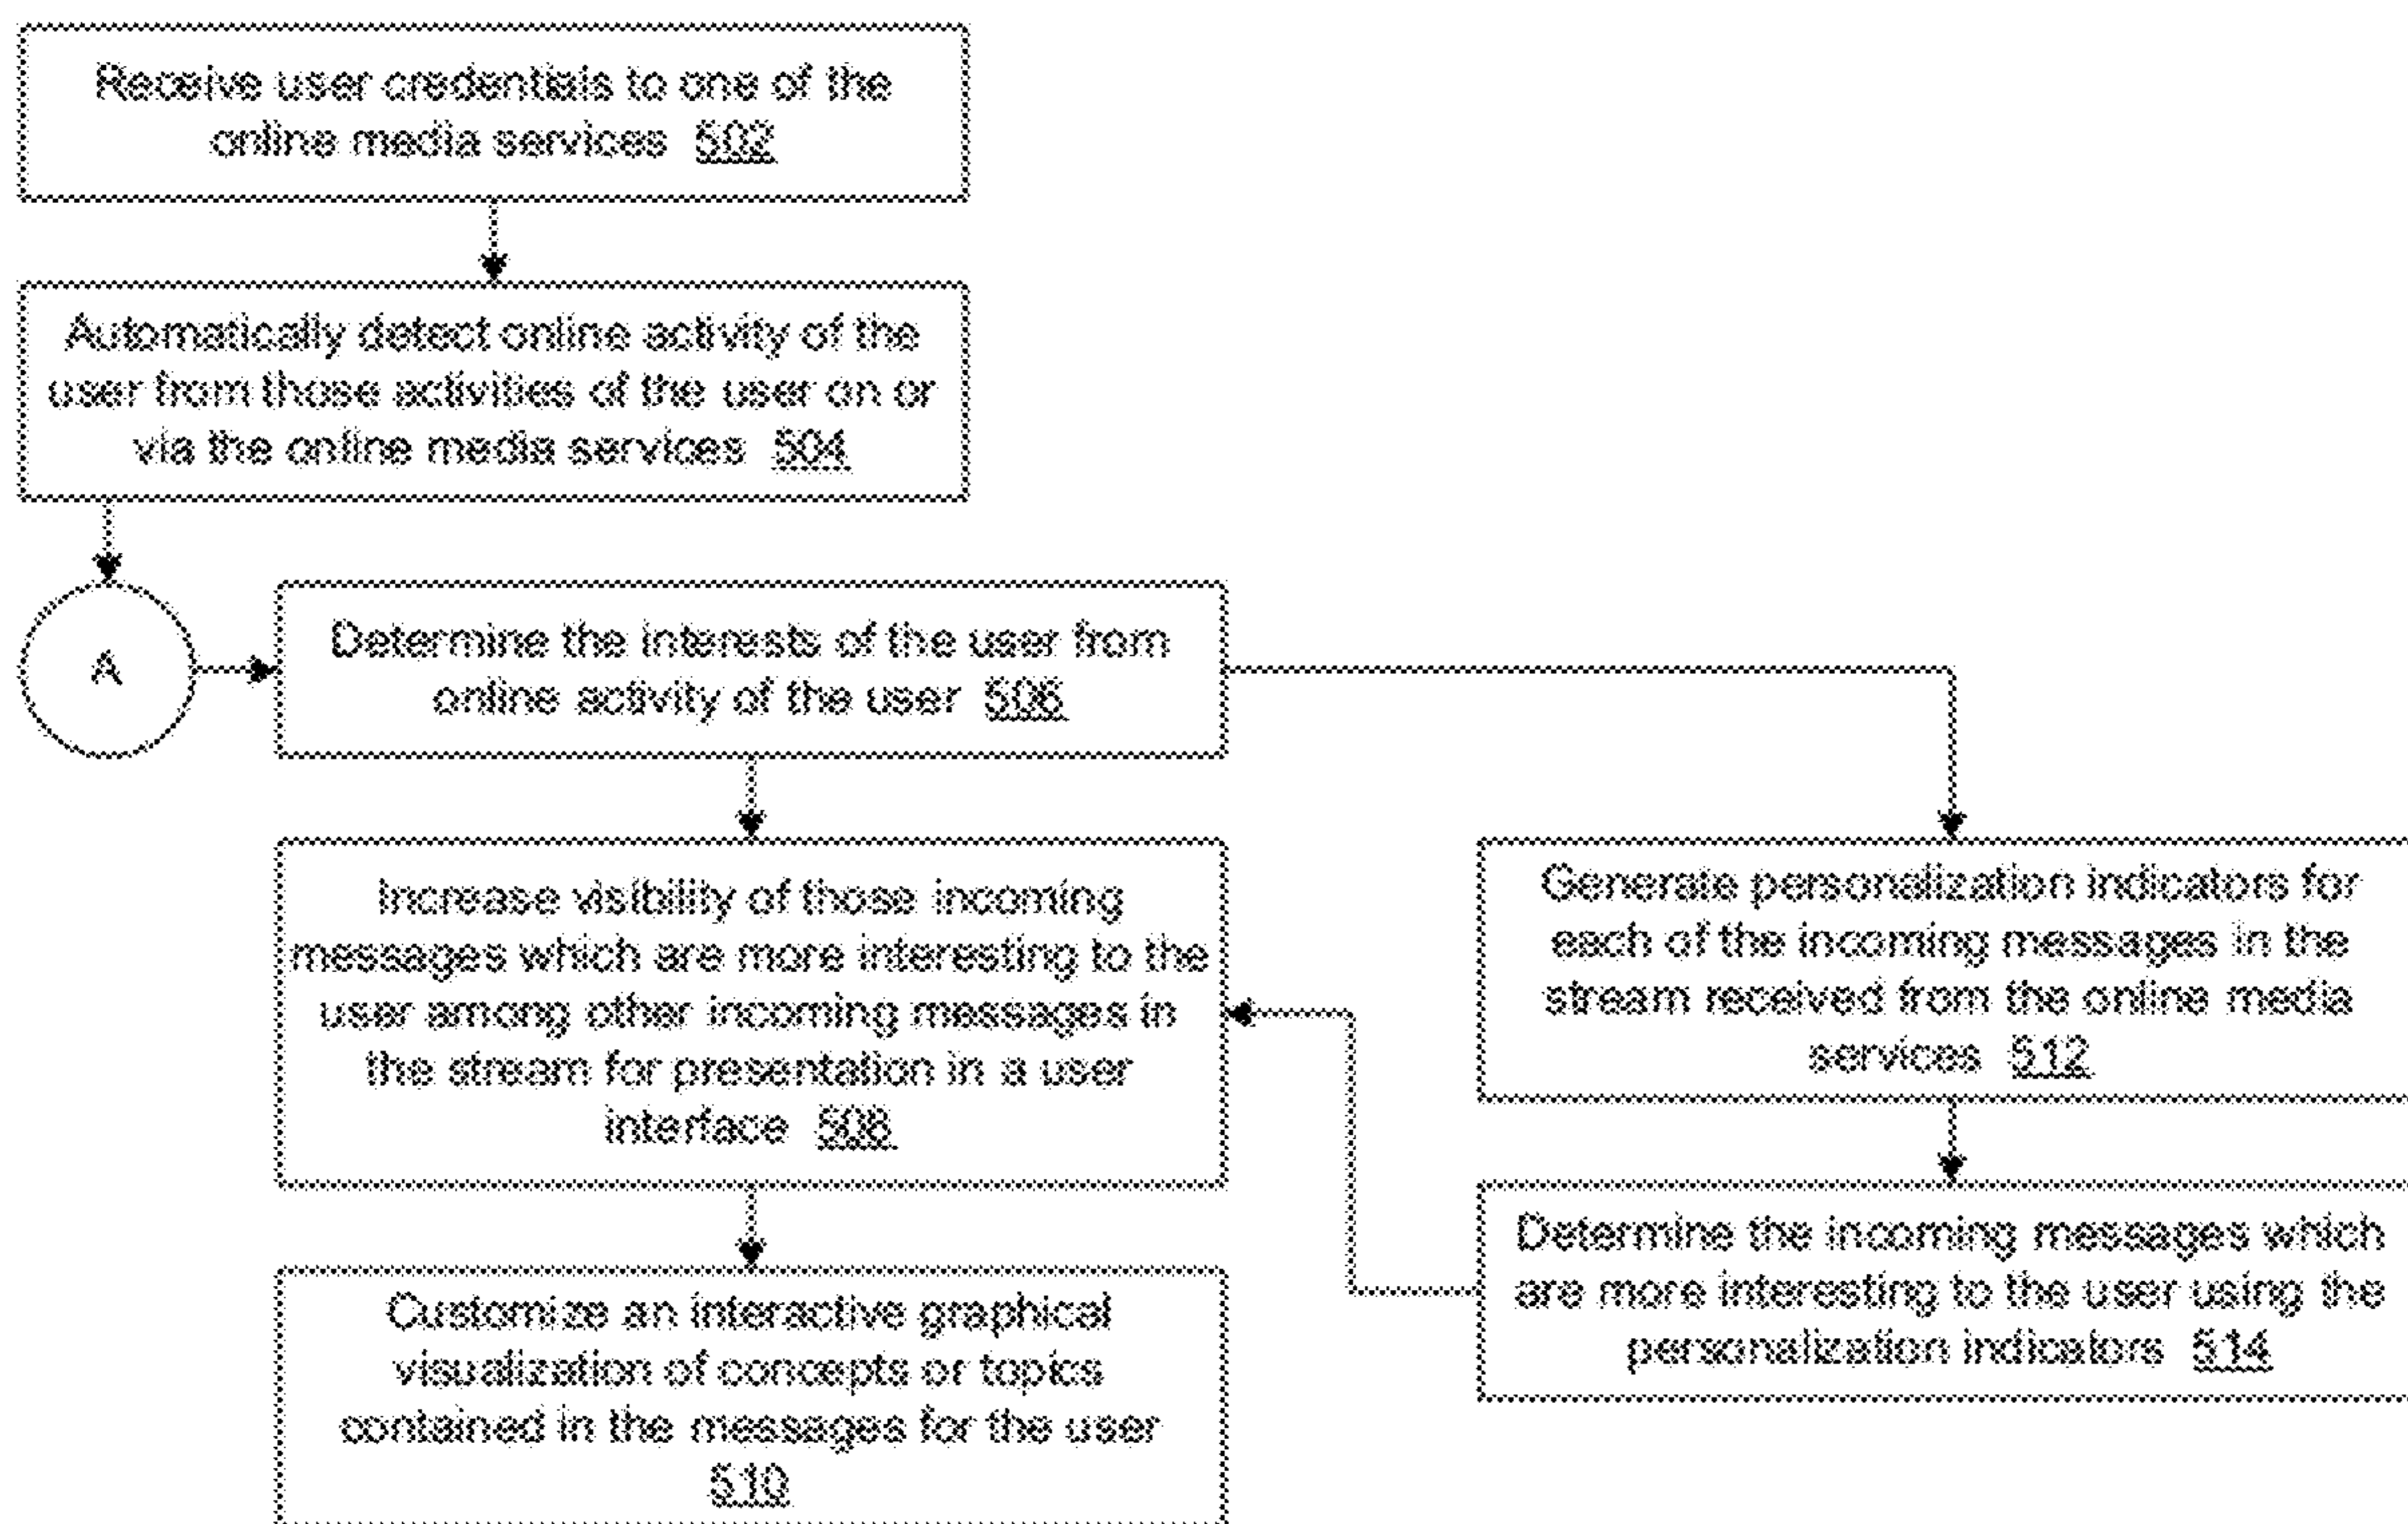 Receive user credentials to one of the
online media services 502
Automatically detect online activity of the
user from those activities of the user on or
via the online media services 504
A
Determine the interests of the user from
online activity of the user 506
Increase visibility of those incoming
messages which are more interesting to the
user among other incoming messages in
the stream for presentation in a user
interface 508
Customize an interactive graphical
visualization of concepts or topics
contained in the messages for the user
510
Generate personalization indicators for
each of the incoming messages in the
stream received from the online media
services 512
Determine the incoming messages which
are more interesting to the user using the
personalization indicators 514